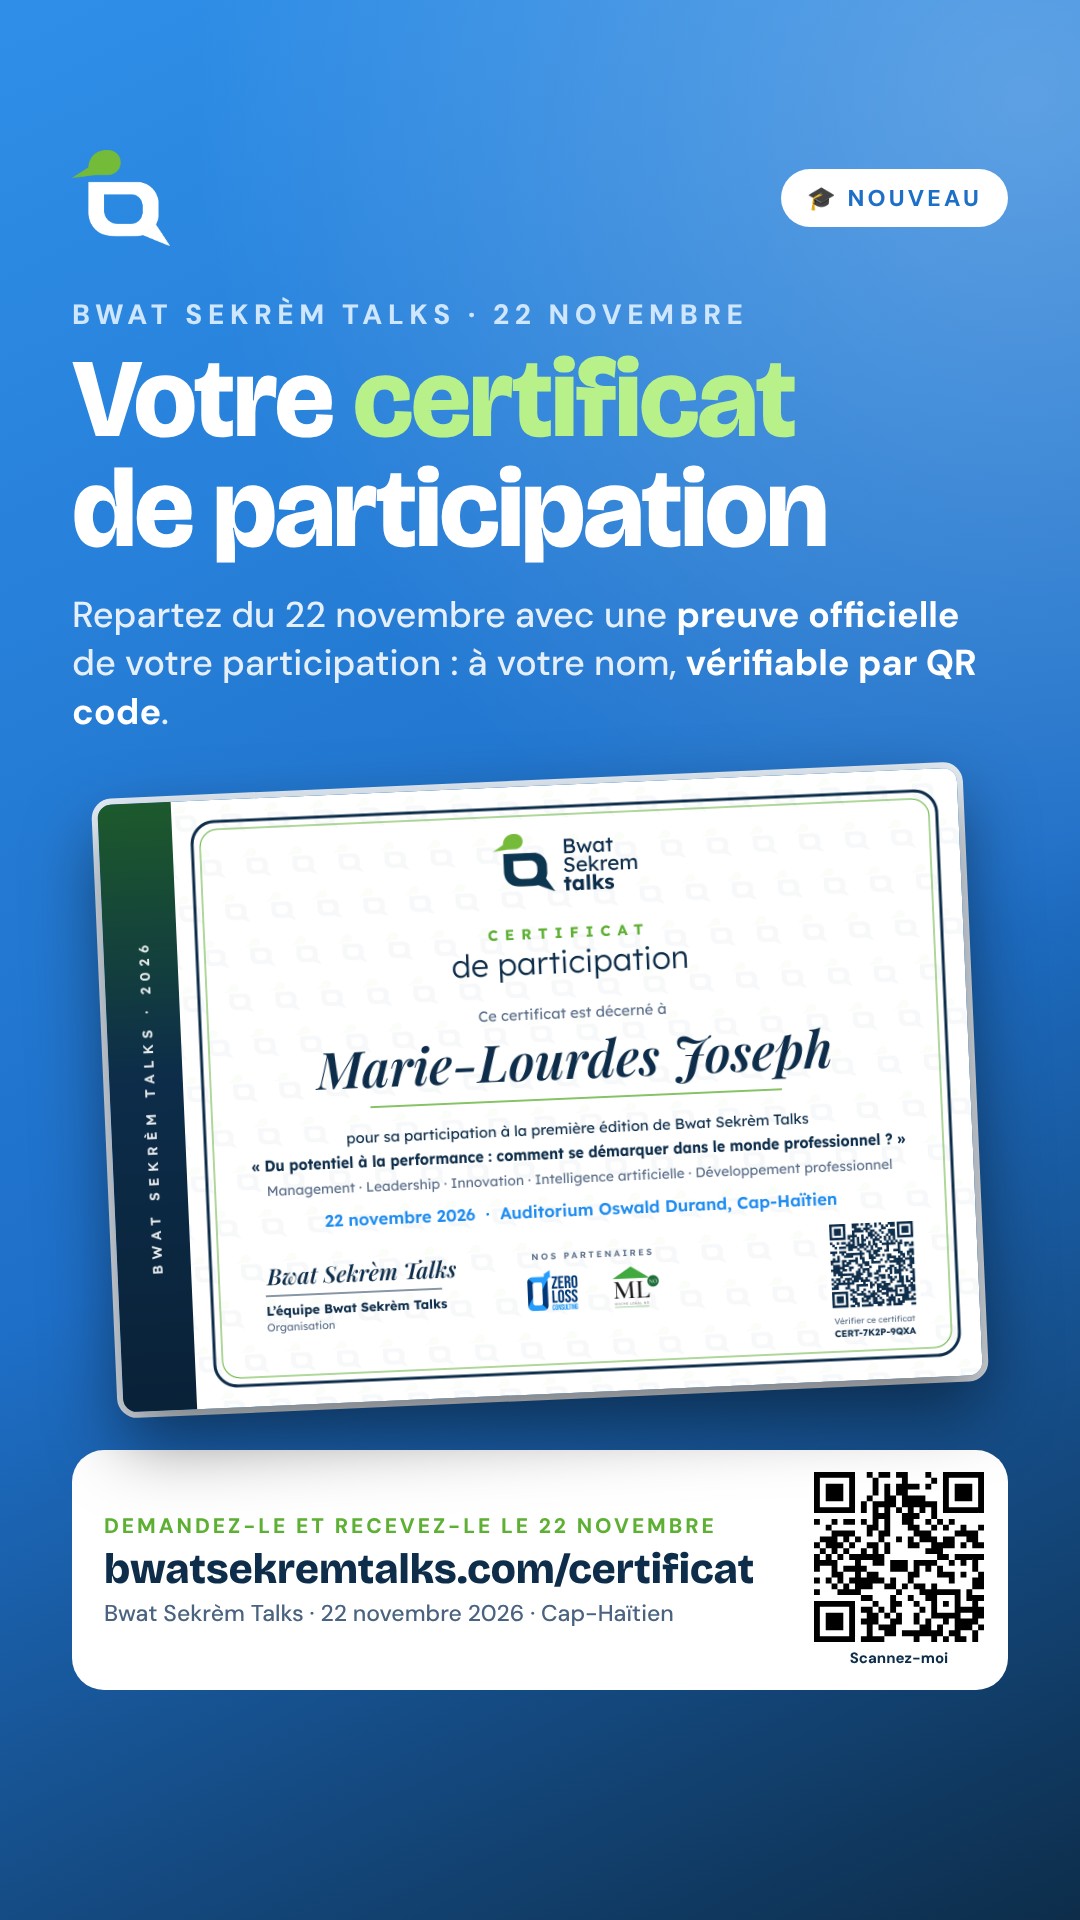 NOUVEAU
BWAT SEKRÈM TALKS · 22 NOVEMBRE
Votre certificat
de participation
Repartez du 22 novembre avec une preuve officielle
de votre participation : à votre nom, vérifiable par QR
code.
BWAT SEKRÈM TALKS · 2026
Bwat
Sekrem
talks
CERTIFICAT
de participation
Ce certificat est décerné à
Marie-Lourdes Joseph
pour sa participation à la première édition de Bwat Sekrèm Talks
« Du potentiel à la performance : comment se démarquer dans le monde professionnel ? »
Management · Leadership · Innovation · Intelligence artificielle · Développement professionnel
22 novembre 2026 · Auditorium Oswald Durand, Cap-Haïtien
Bwat Sekrèm Talks
L'équipe Bwat Sekrèm Talks
Organisation
NOS PARTENAIRES
ZERO
LOSS
CONSULTING
ML
Vérifier ce certificat
CERT-7K2P-9QXA
DEMANDEZ-LE ET RECEVEZ-LE LE 22 NOVEMBRE
bwatsekremtalks.com/certificat
Bwat Sekrèm Talks · 22 novembre 2026 · Cap-Haïtien
Scannez-moi